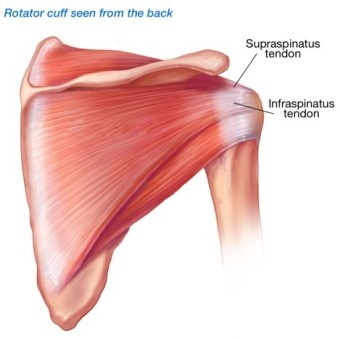 Rotator cuff seen from the back
Supraspinatus
tendon
Infraspinatus
tendon